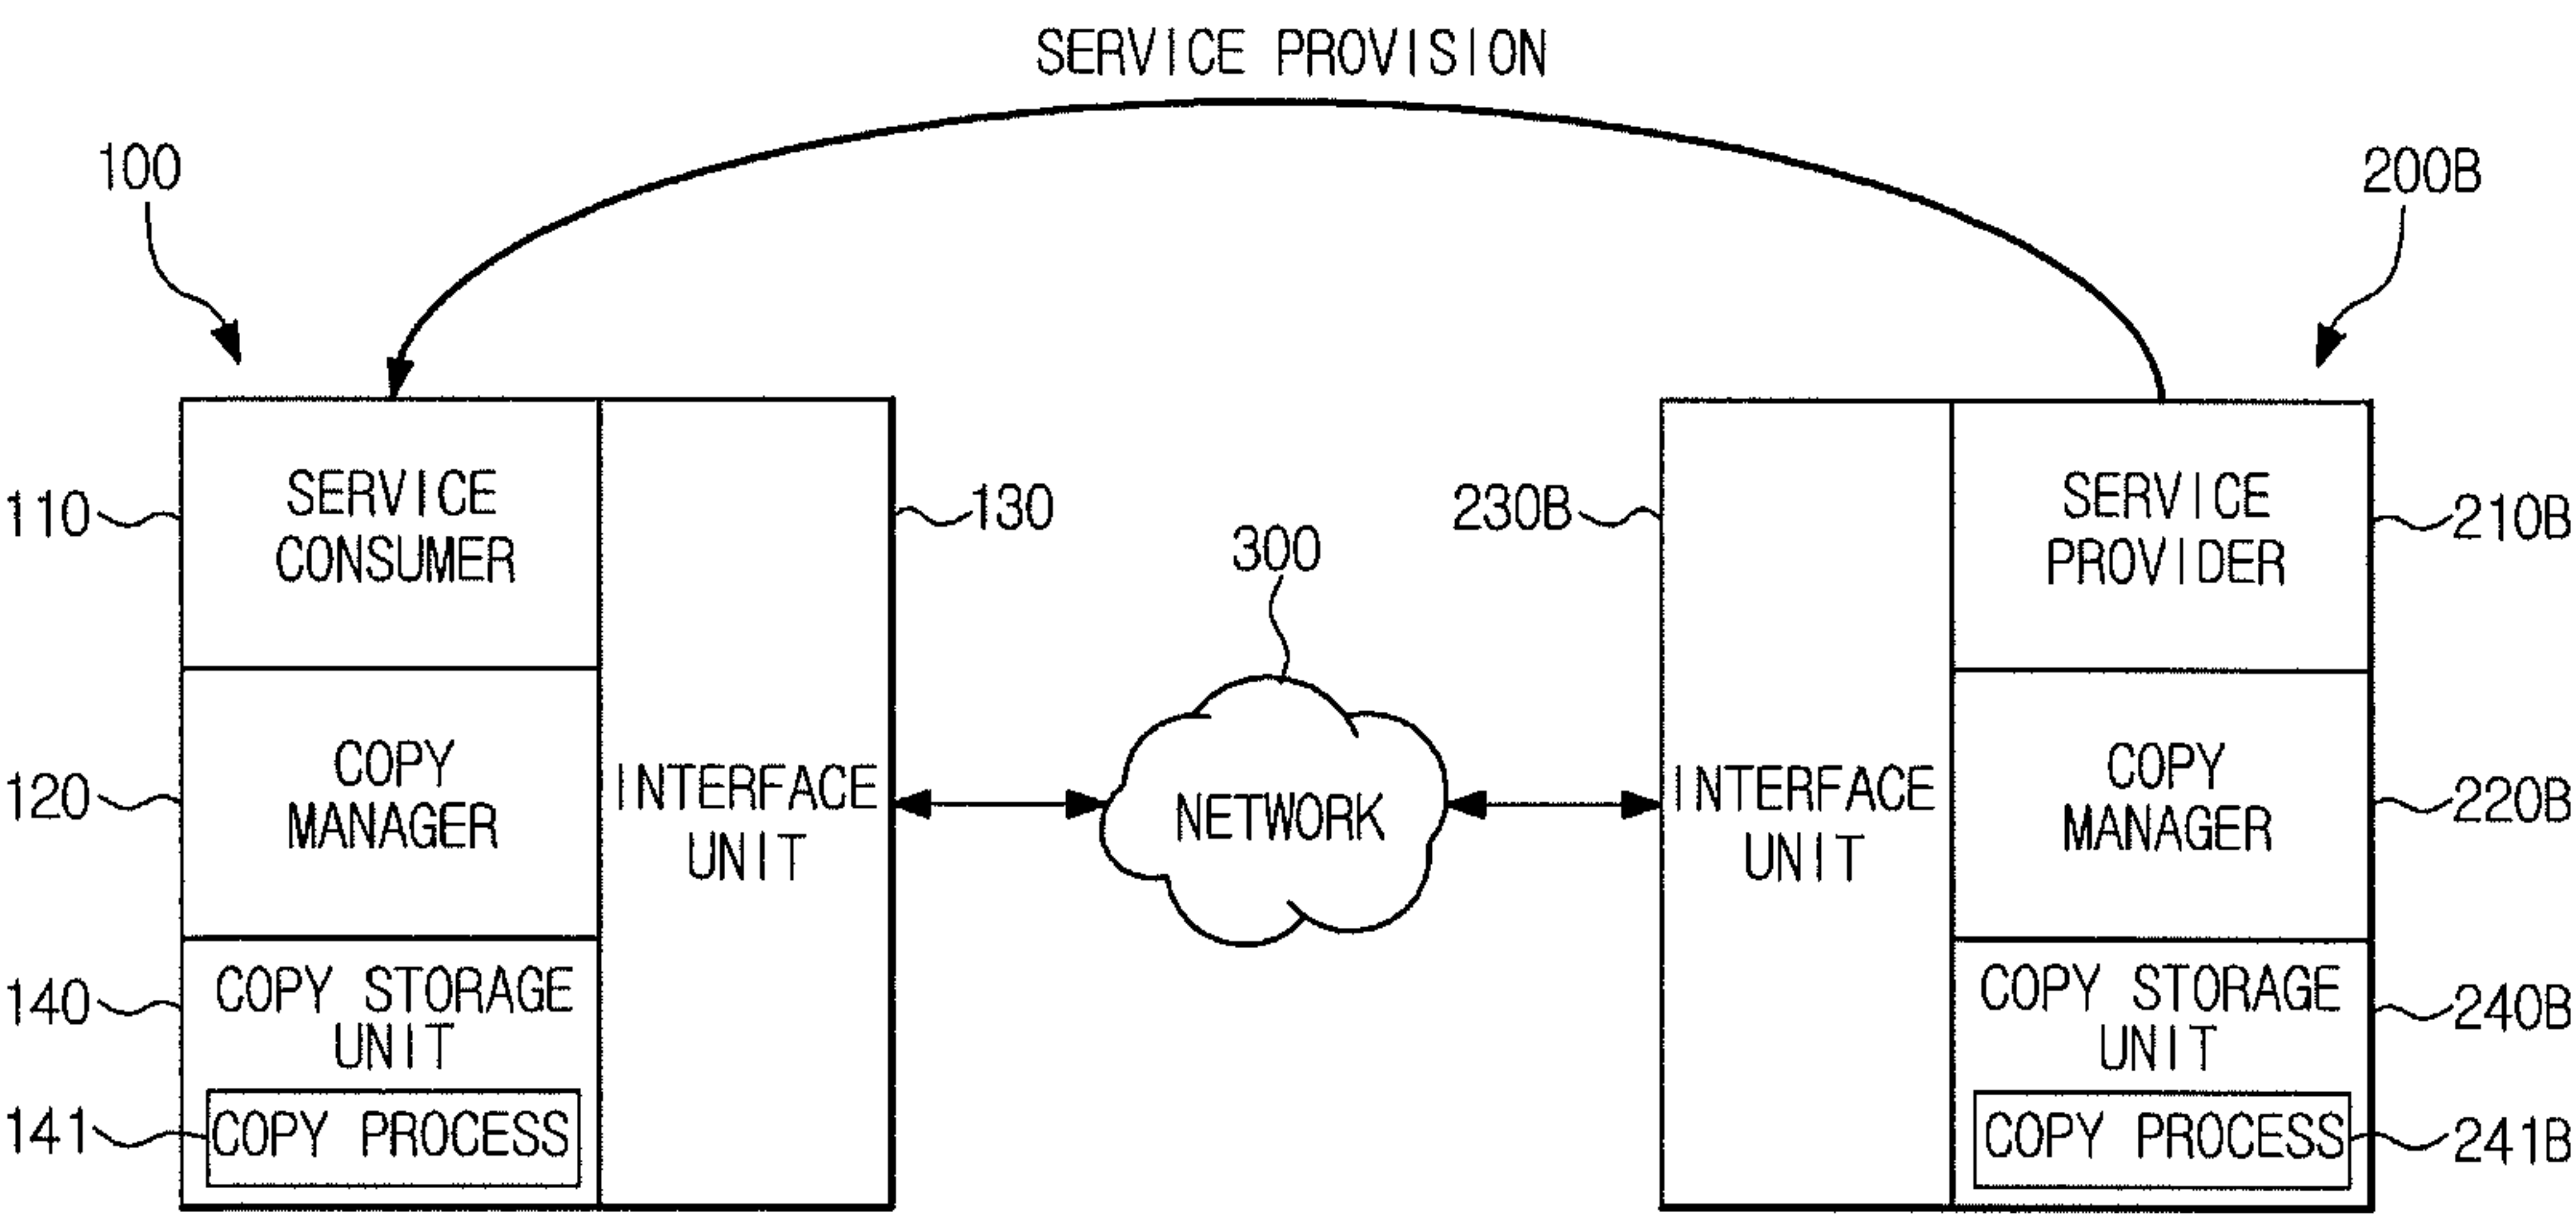 SERVICE PROVISION
100
200B
SERVICE
CONSUMER
110
130
230B
SERVICE
PROVIDER
210B
300
COPY
MANAGER
120
INTERFACE
UNIT
NETWORK
INTERFACE
UNIT
COPY
MANAGER
220B
140
COPY STORAGE
UNIT
COPY STORAGE
UNIT
240B
141
COPY PROCESS
COPY PROCESS
241B